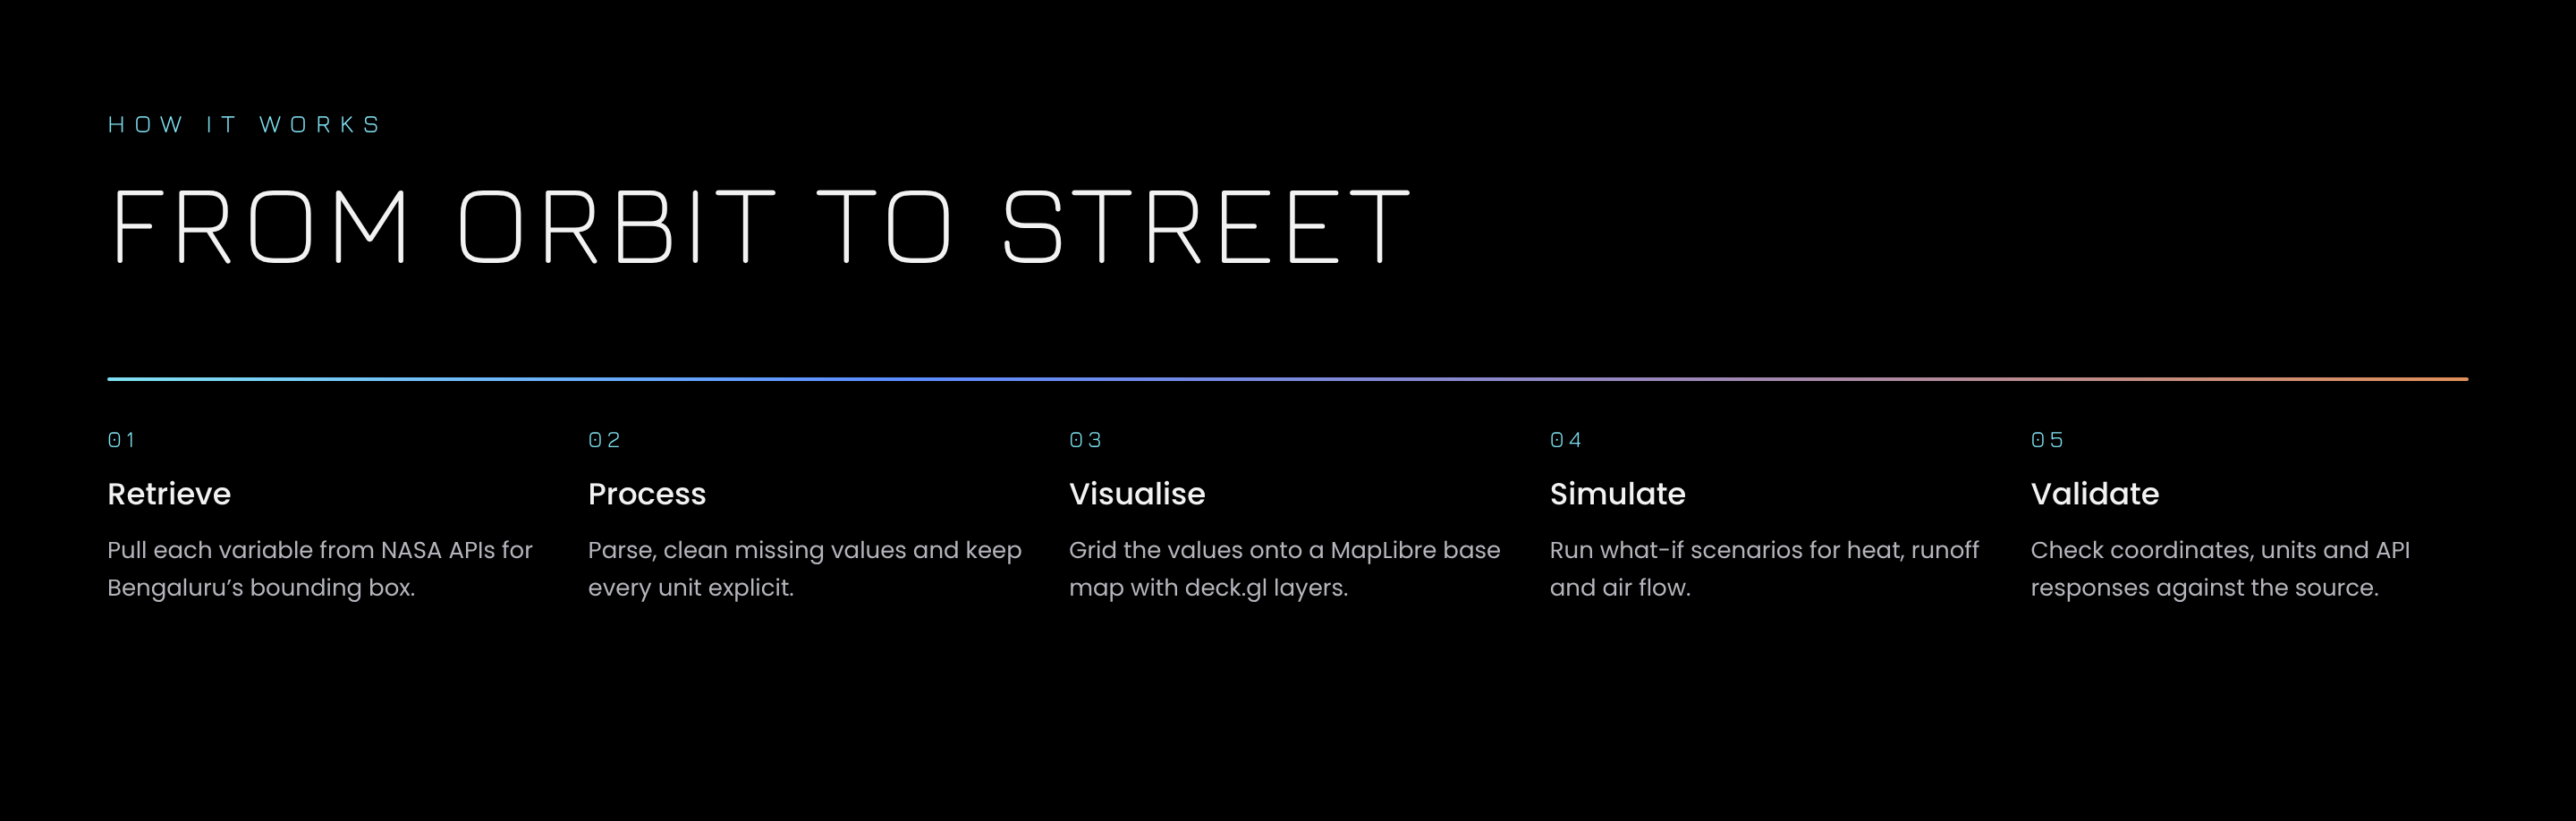 HOW IT WORKS
FROM ORBIT TO STREET
01
Retrieve
Pull each variable from NASA APIs for
Bengaluru’s bounding box.
02
Process
Parse, clean missing values and keep
every unit explicit.
03
Visualise
Grid the values onto a MapLibre base
map with deck.gl layers.
04
Simulate
Run what-if scenarios for heat, runoff
and air flow.
05
Validate
Check coordinates, units and API
responses against the source.